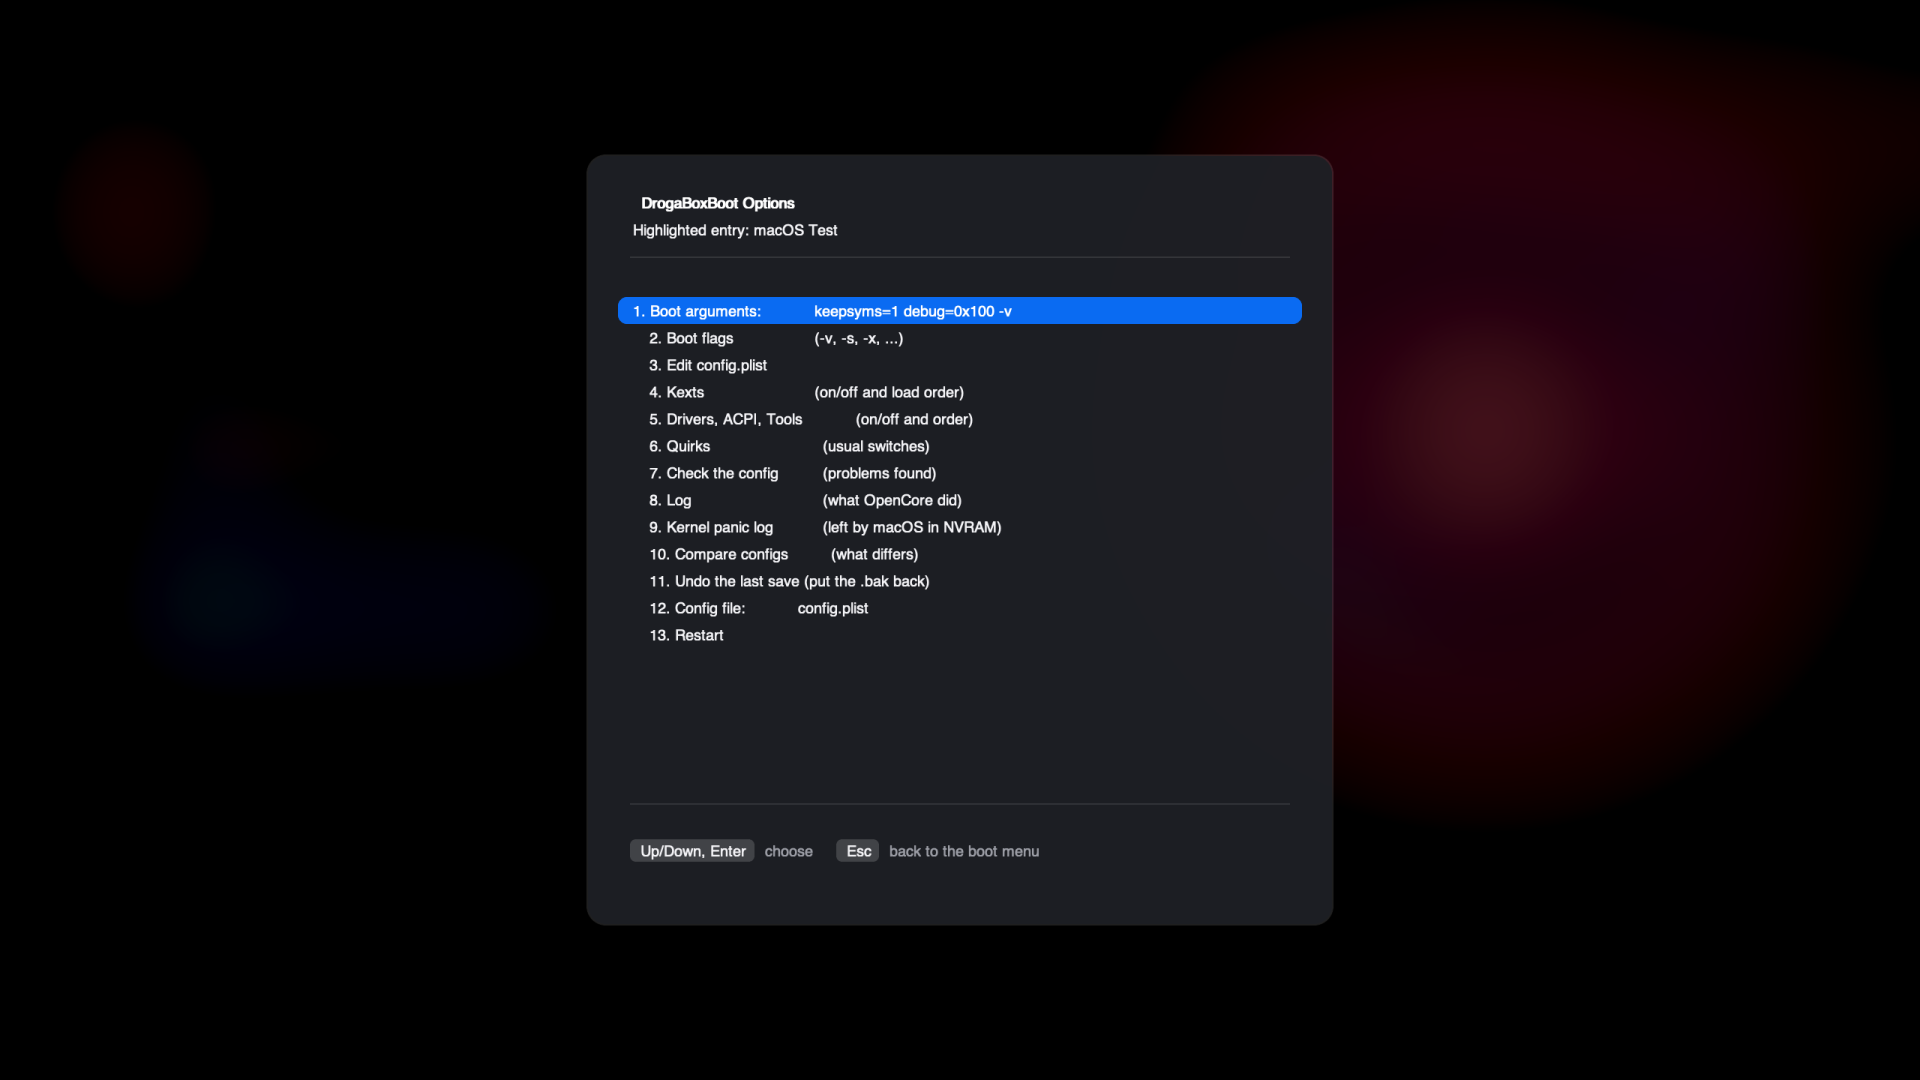 DrogaBoxBoot Options
Highlighted entry: macOS Test
1. Boot arguments: keepsyms=1 debug=0x100 -v
2. Boot flags (-v, -s, -x, ...)
3. Edit config.plist
4. Kexts (on/off and load order)
5. Drivers, ACPI, Tools (on/off and order)
6. Quirks (usual switches)
7. Check the config (problems found)
8. Log (what OpenCore did)
9. Kernel panic log (left by macOS in NVRAM)
10. Compare configs (what differs)
11. Undo the last save (put the .bak back)
12. Config file: config.plist
13. Restart
Up/Down, Enter choose Esc back to the boot menu